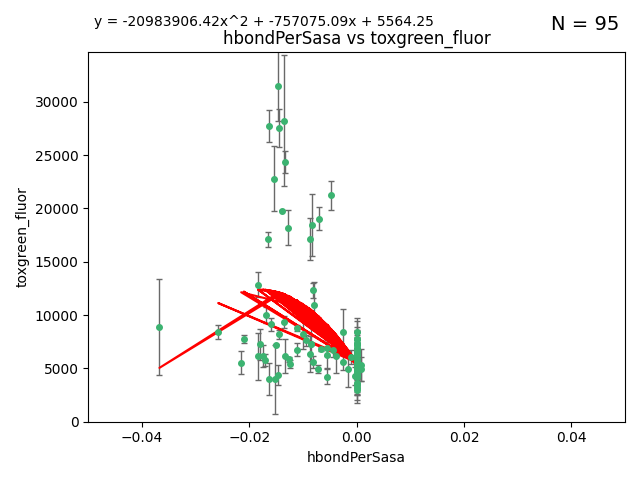 y = -20983906.42x^2 + -757075.09x + 5564.25
N = 95
hbondPerSasa vs toxgreen_fluor
toxgreen_fluor
30000
25000
20000
15000
10000
5000
0
−0.04
−0.02
0.00
0.02
0.04
hbondPerSasa